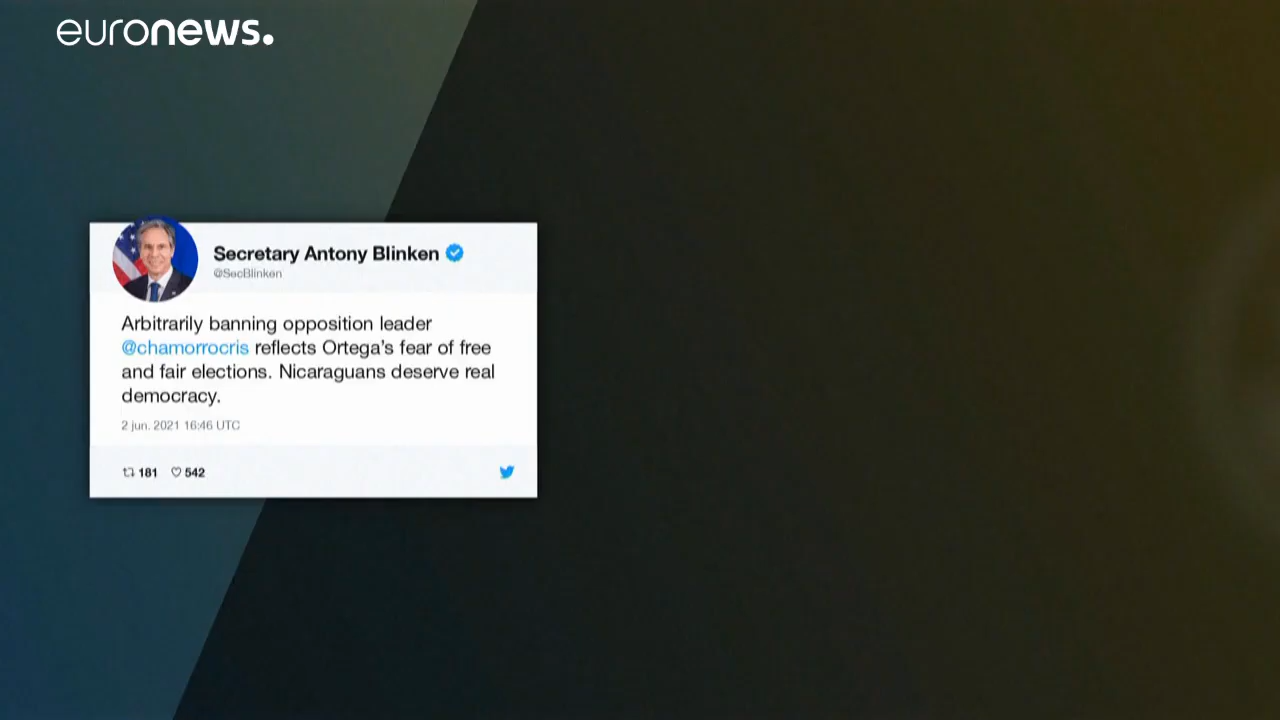 euronews.
Secretary Antony Blinken
@SecBlinken
Arbitrarily banning opposition leader
@chamorrocris reflects Ortega's fear of free
and fair elections. Nicaraguans deserve real
democracy.
2 jun. 2021 16:46 UTC
181 542